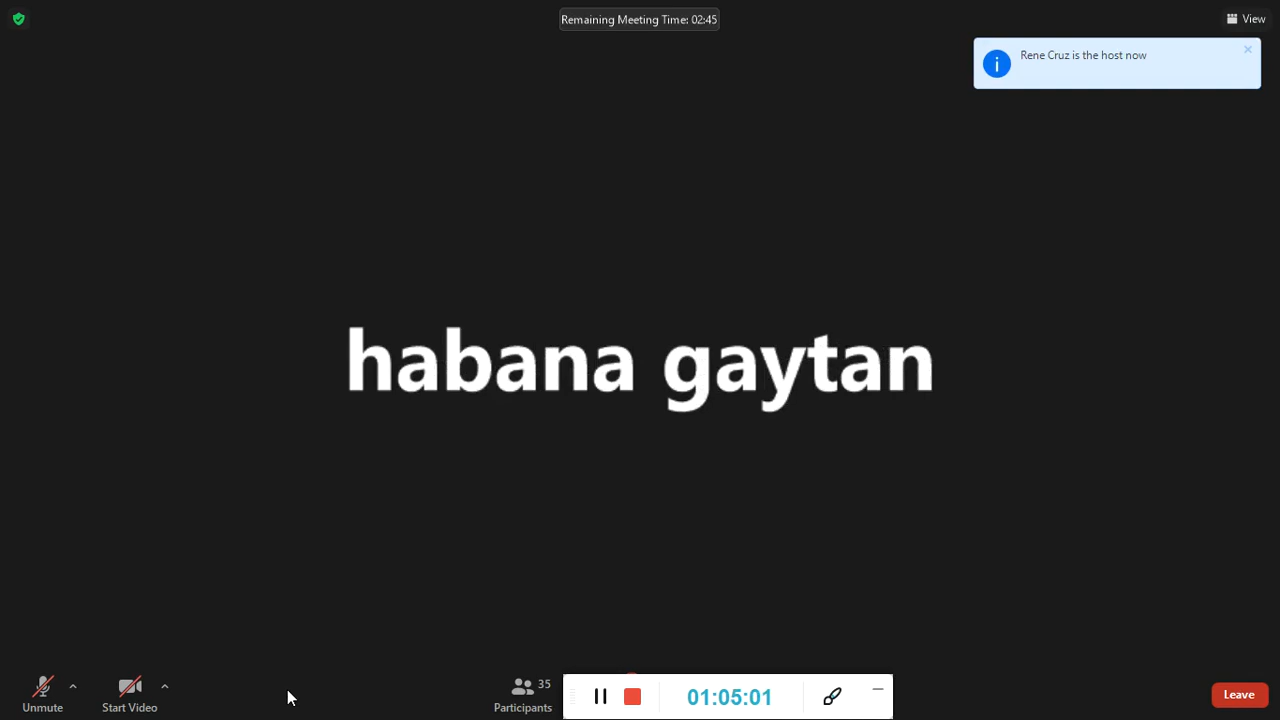 Remaining Meeting Time: 02:45
View
Rene Cruz is the host now
habana gaytan
Unmute
Start Video
Participants
35
01:05:01
Leave